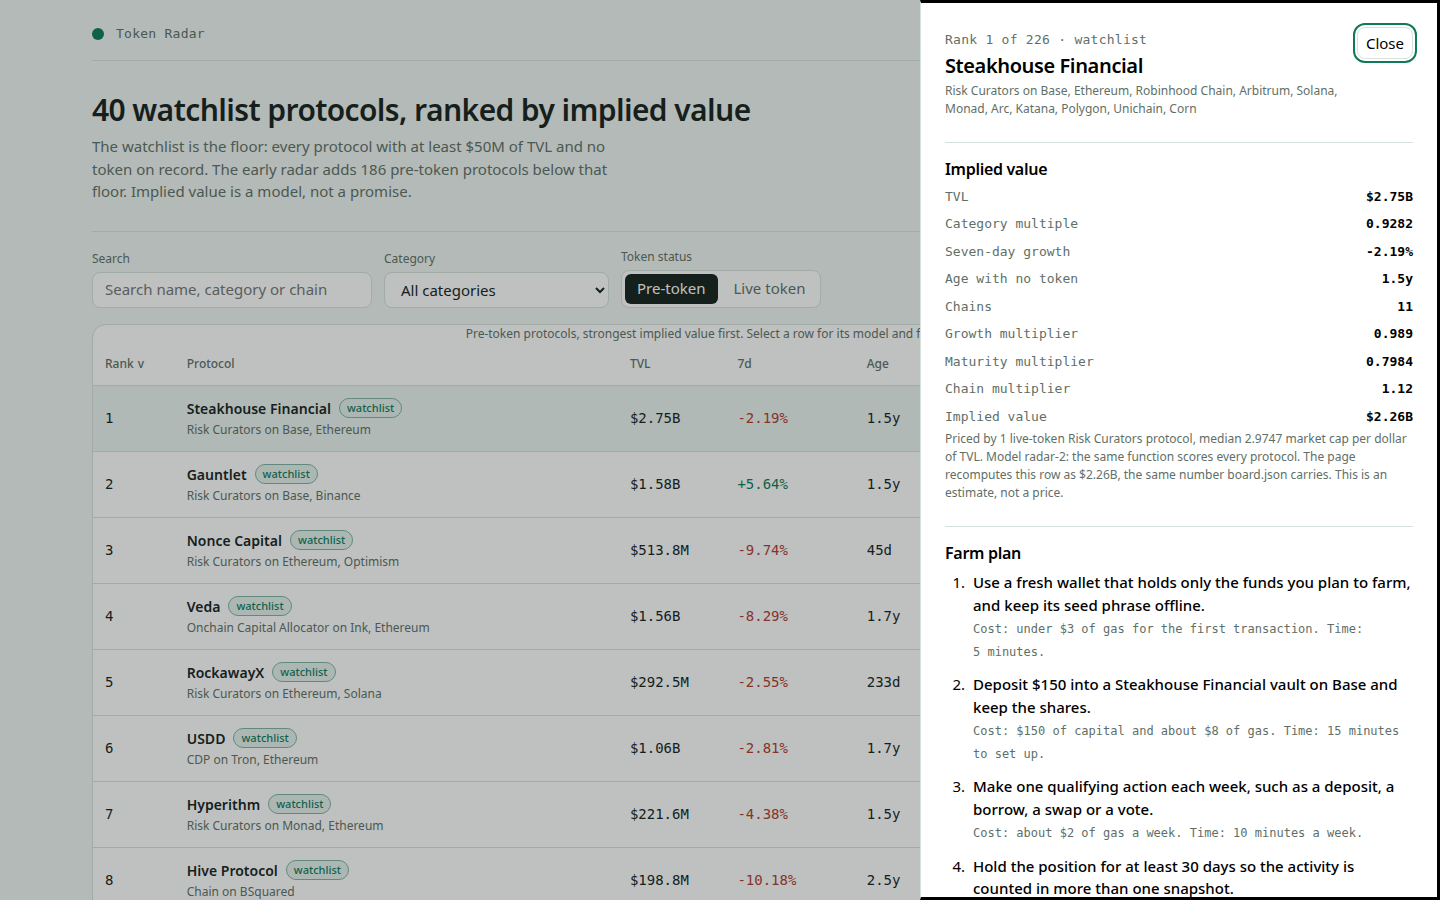 Token Radar
40 watchlist protocols, ranked by implied value
The watchlist is the floor: every protocol with at least $50M of TVL and no
token on record. The early radar adds 186 pre-token protocols below that
floor. Implied value is a model, not a promise.
Search
Category
Token status
Search name, category or chain
All categories
Pre-token
Live token
Pre-token protocols, strongest implied value first. Select a row for its model and f
Rank v
Protocol
TVL
7d
Age
1
Steakhouse Financial watchlist
Risk Curators on Base, Ethereum
$2.75B
-2.19%
1.5y
2
Gauntlet watchlist
Risk Curators on Base, Binance
$1.58B
+5.64%
1.5y
3
Nonce Capital watchlist
Risk Curators on Ethereum, Optimism
$513.8M
-9.74%
45d
4
Veda watchlist
Onchain Capital Allocator on Ink, Ethereum
$1.56B
-8.29%
1.7y
5
RockawayX watchlist
Risk Curators on Ethereum, Solana
$292.5M
-2.55%
233d
6
USDD watchlist
CDP on Tron, Ethereum
$1.06B
-2.81%
1.7y
7
Hyperithm watchlist
Risk Curators on Monad, Ethereum
$221.6M
-4.38%
1.5y
8
Hive Protocol watchlist
Chain on BSquared
$198.8M
-10.18%
2.5y
Rank 1 of 226 · watchlist
Close
Steakhouse Financial
Risk Curators on Base, Ethereum, Robinhood Chain, Arbitrum, Solana,
Monad, Arc, Katana, Polygon, Unichain, Corn
Implied value
TVL $2.75B
Category multiple 0.9282
Seven-day growth -2.19%
Age with no token 1.5y
Chains 11
Growth multiplier 0.989
Maturity multiplier 0.7984
Chain multiplier 1.12
Implied value $2.26B
Priced by 1 live-token Risk Curators protocol, median 2.9747 market cap per dollar
of TVL. Model radar-2: the same function scores every protocol. The page
recomputes this row as $2.26B, the same number board.json carries. This is an
estimate, not a price.
Farm plan
1. Use a fresh wallet that holds only the funds you plan to farm,
and keep its seed phrase offline.
Cost: under $3 of gas for the first transaction. Time:
5 minutes.
2. Deposit $150 into a Steakhouse Financial vault on Base and
keep the shares.
Cost: $150 of capital and about $8 of gas. Time: 15 minutes
to set up.
3. Make one qualifying action each week, such as a deposit, a
borrow, a swap or a vote.
Cost: about $2 of gas a week. Time: 10 minutes a week.
4. Hold the position for at least 30 days so the activity is
counted in more than one snapshot.